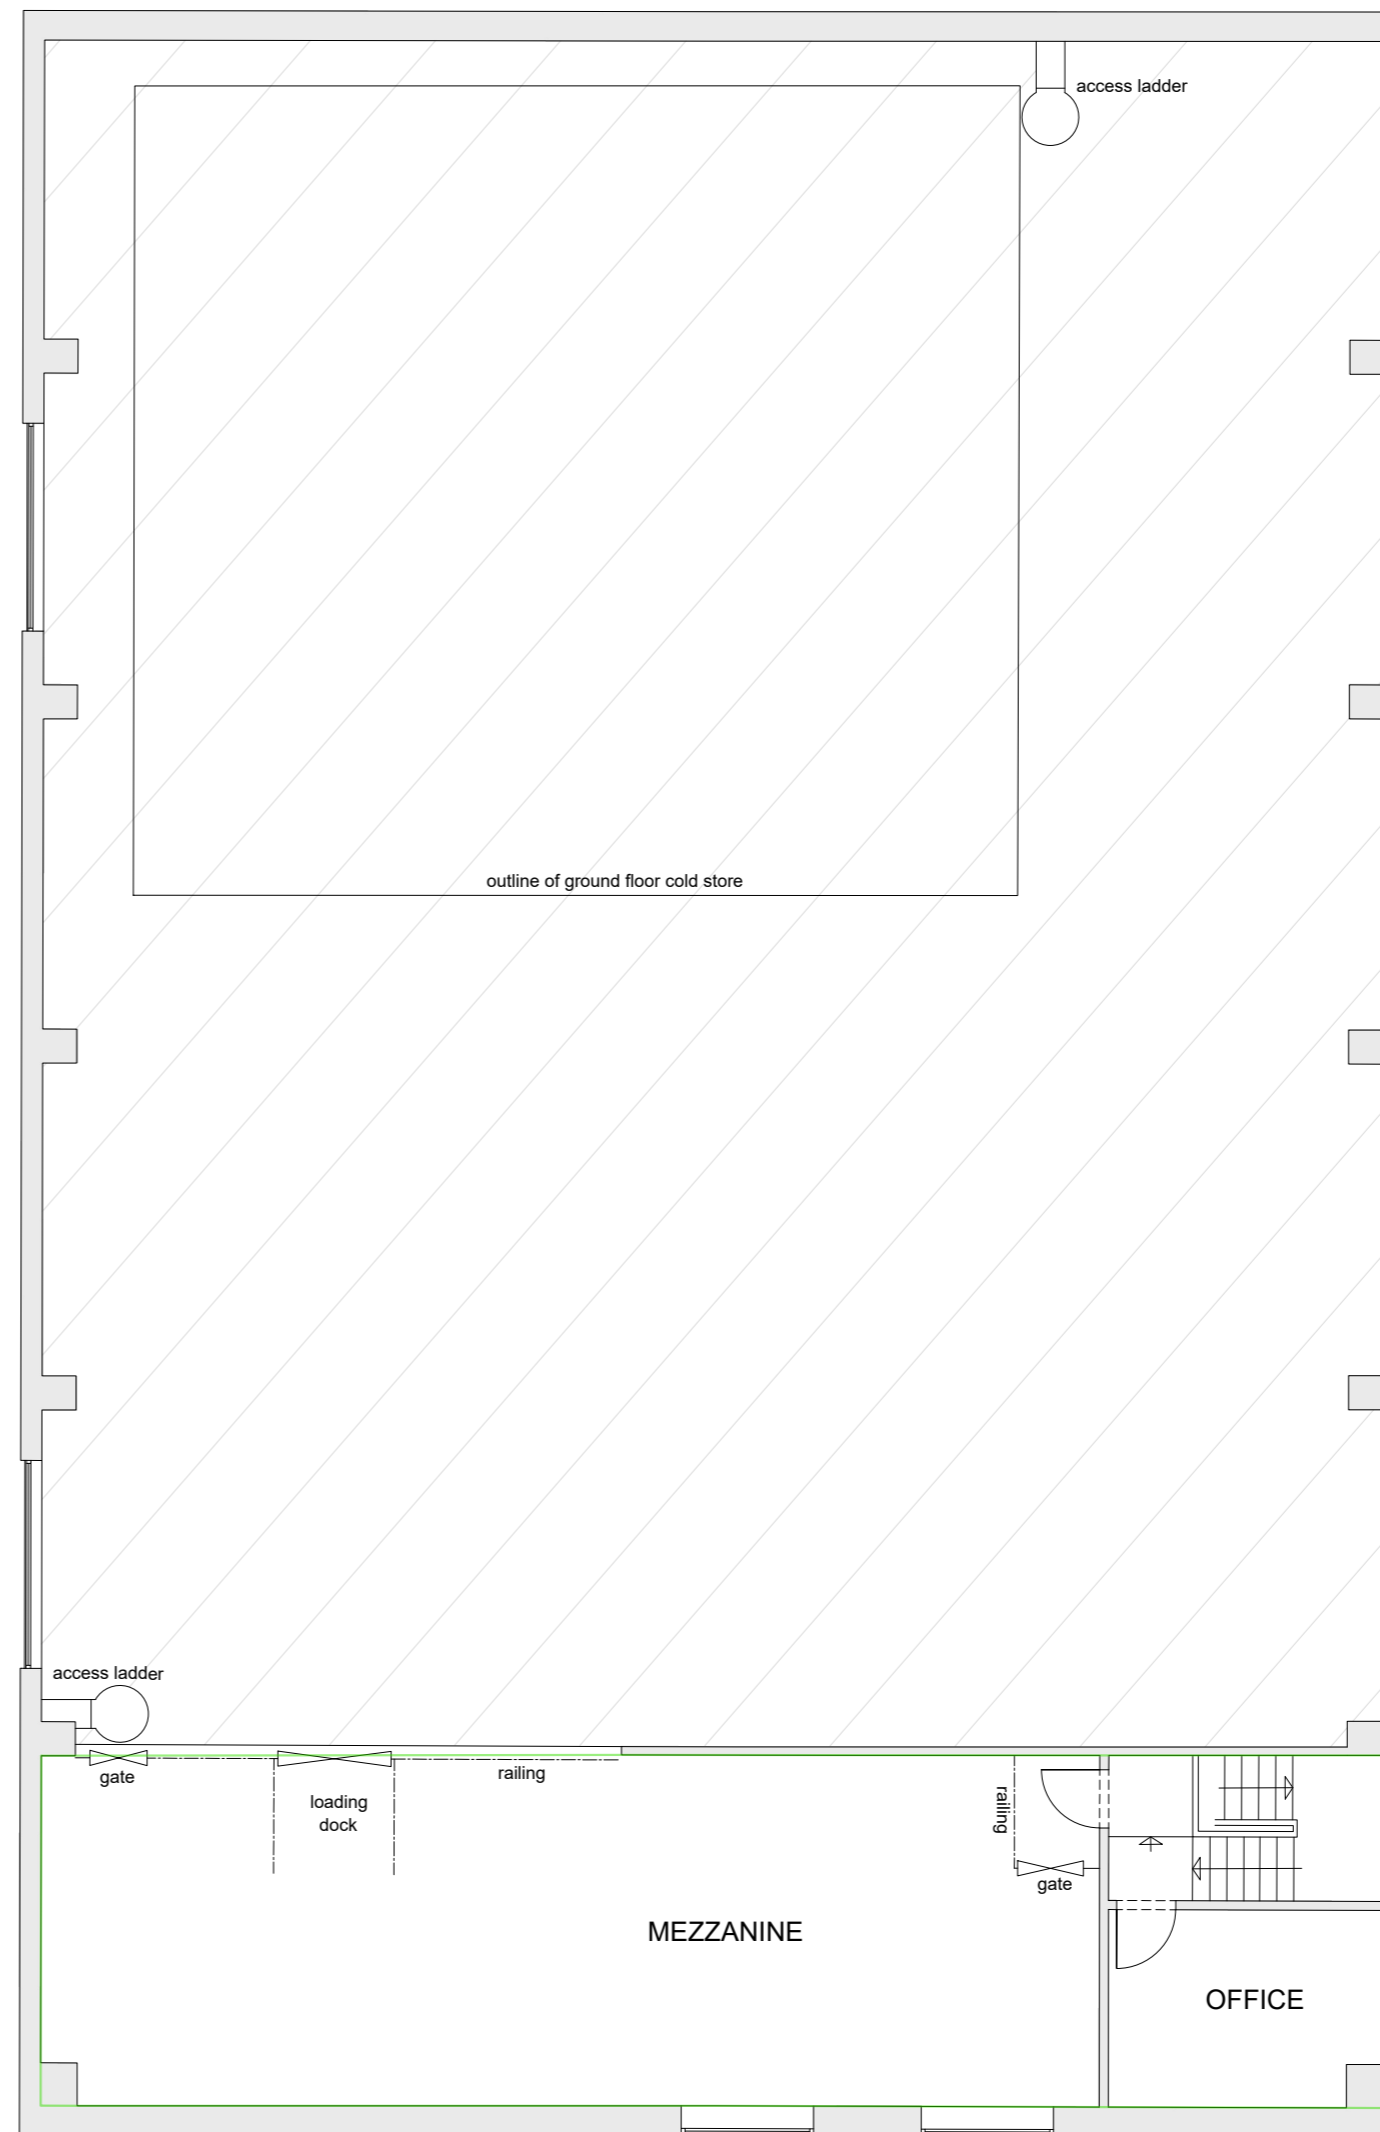 access ladder
outline of ground floor cold store
access ladder
gate
railing
loading
dock
railing
gate
MEZZANINE
OFFICE